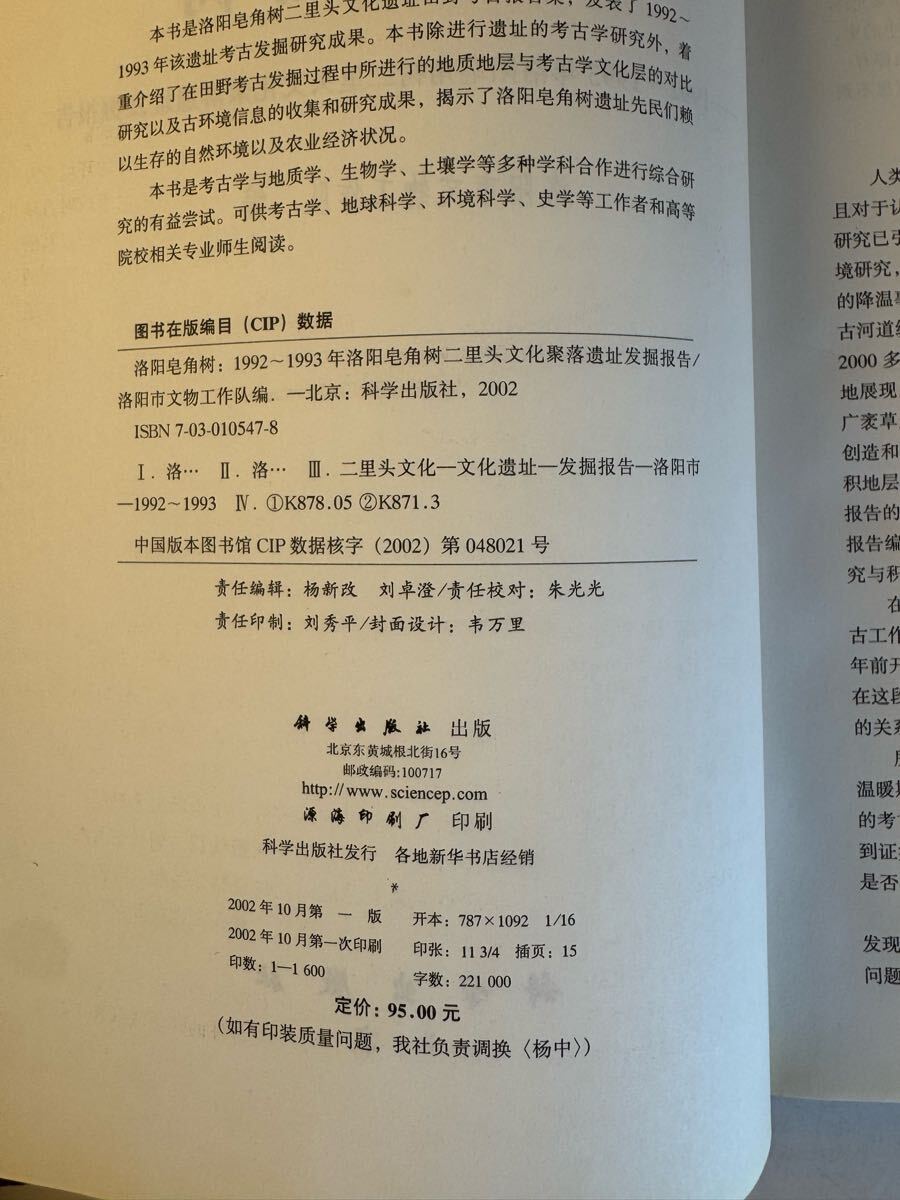 本书是洛阳皂角树二里头文化遗址田野考古报告集，发表了1992～
1993年该遗址考古发掘研究成果。本书除进行遗址的考古学研究外，着
重介绍了在田野考古发掘过程中所进行的地质地层与考古学文化层的对比
研究以及古环境信息的收集和研究成果，揭示了洛阳皂角树遗址先民们赖
以生存的自然环境以及农业经济状况。
本书是考古学与地质学、生物学、土壤学等多种学科合作进行综合研
究的有益尝试。可供考古学、地球科学、环境科学、史学等工作者和高等
院校相关专业师生阅读。
图书在版编目（CIP）数据
洛阳皂角树：1992～1993年洛阳皂角树二里头文化聚落遗址发掘报告/
洛阳市文物工作队编．—北京：科学出版社，2002
ISBN 7-03-010547-8
Ⅰ．洛… Ⅱ．洛… Ⅲ．二里头文化—文化遗址—发掘报告—洛阳市
—1992～1993 Ⅳ．①K878.05 ②K871.3
中国版本图书馆CIP数据核字（2002）第048021号
责任编辑：杨新改 刘卓澄/责任校对：朱光光
责任印制：刘秀平/封面设计：韦万里
科学出版社 出版
北京东黄城根北街16号
邮政编码:100717
http://www.sciencep.com
源海印刷厂 印刷
科学出版社发行 各地新华书店经销
*
2002年10月第 一 版 开本：787×1092 1/16
2002年10月第一次印刷 印张：11 3/4 插页：15
印数：1—1 600 字数：221 000
定价：95.00元
（如有印装质量问题，我社负责调换〈杨中〉）
人类
且对于认
研究已引
境研究，
的降温事
古河道红
2000多
地展现
广袤草
创造和
积地层
报告的
报告编
究与积
在
古工作
年前开
在这段
的关系
温暖期
的考古
到证
是否
发现
问题